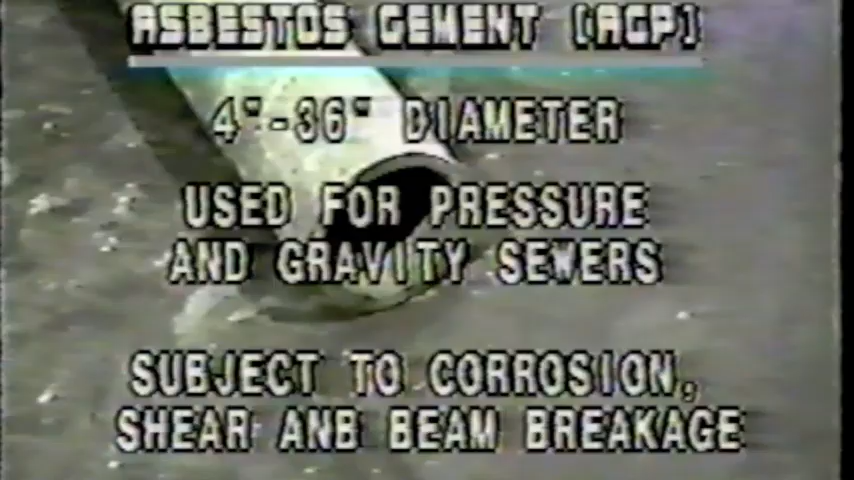 ASBESTOS CEMENT (ACP)
4"-36" DIAMETER
USED FOR PRESSURE
AND GRAVITY SEWERS
SUBJECT TO CORROSION,
SHEAR ANB BEAM BREAKAGE